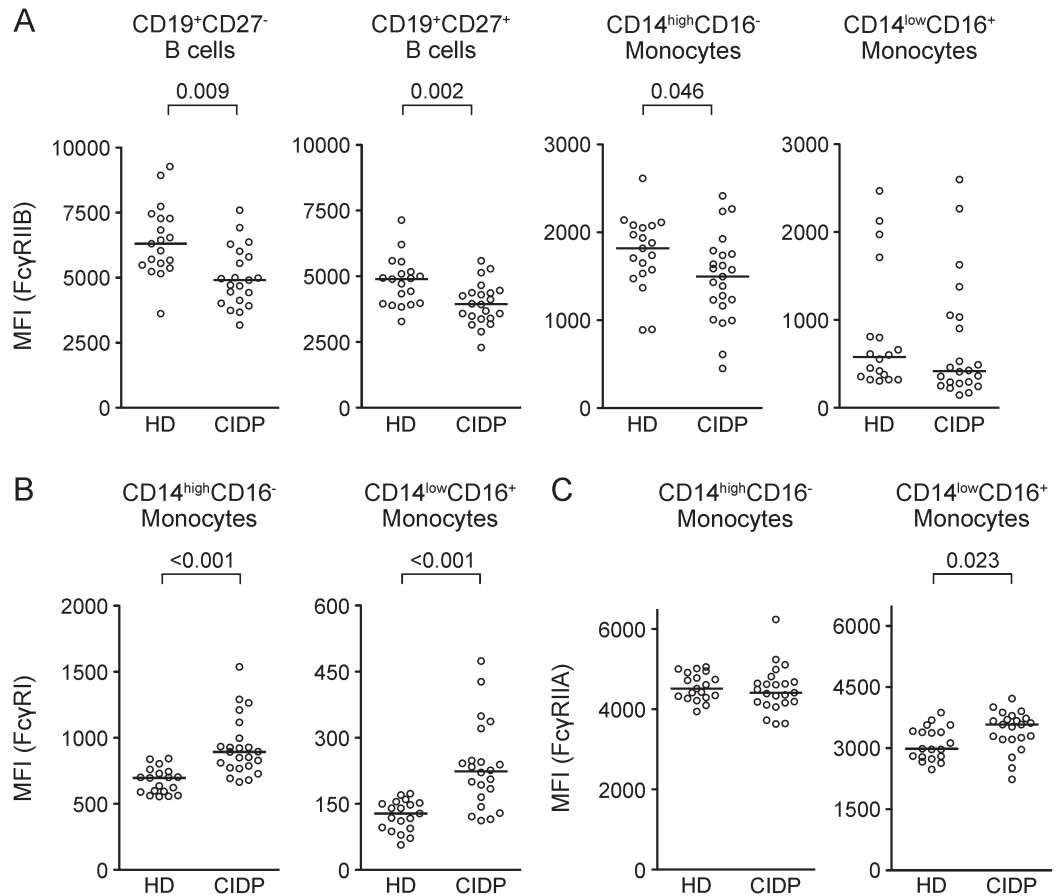 A
CD19⁺CD27⁻
B cells
CD19⁺CD27⁺
B cells
CD14ʰⁱᵍʰCD16⁻
Monocytes
CD14ˡᵒʷCD16⁺
Monocytes
0.009
0.002
0.046
MFI (FcγRIIB)
10000
7500
5000
2500
0
HD CIDP
10000
7500
5000
2500
0
HD CIDP
3000
2000
1000
0
HD CIDP
3000
2000
1000
0
HD CIDP
B
CD14ʰⁱᵍʰCD16⁻
Monocytes
CD14ˡᵒʷCD16⁺
Monocytes
<0.001
<0.001
MFI (FcγRI)
2000
1500
1000
500
0
HD CIDP
600
450
300
150
0
HD CIDP
C
CD14ʰⁱᵍʰCD16⁻
Monocytes
CD14ˡᵒʷCD16⁺
Monocytes
0.023
MFI (FcγRIIA)
6000
4000
2000
0
HD CIDP
6000
4500
3000
1500
0
HD CIDP